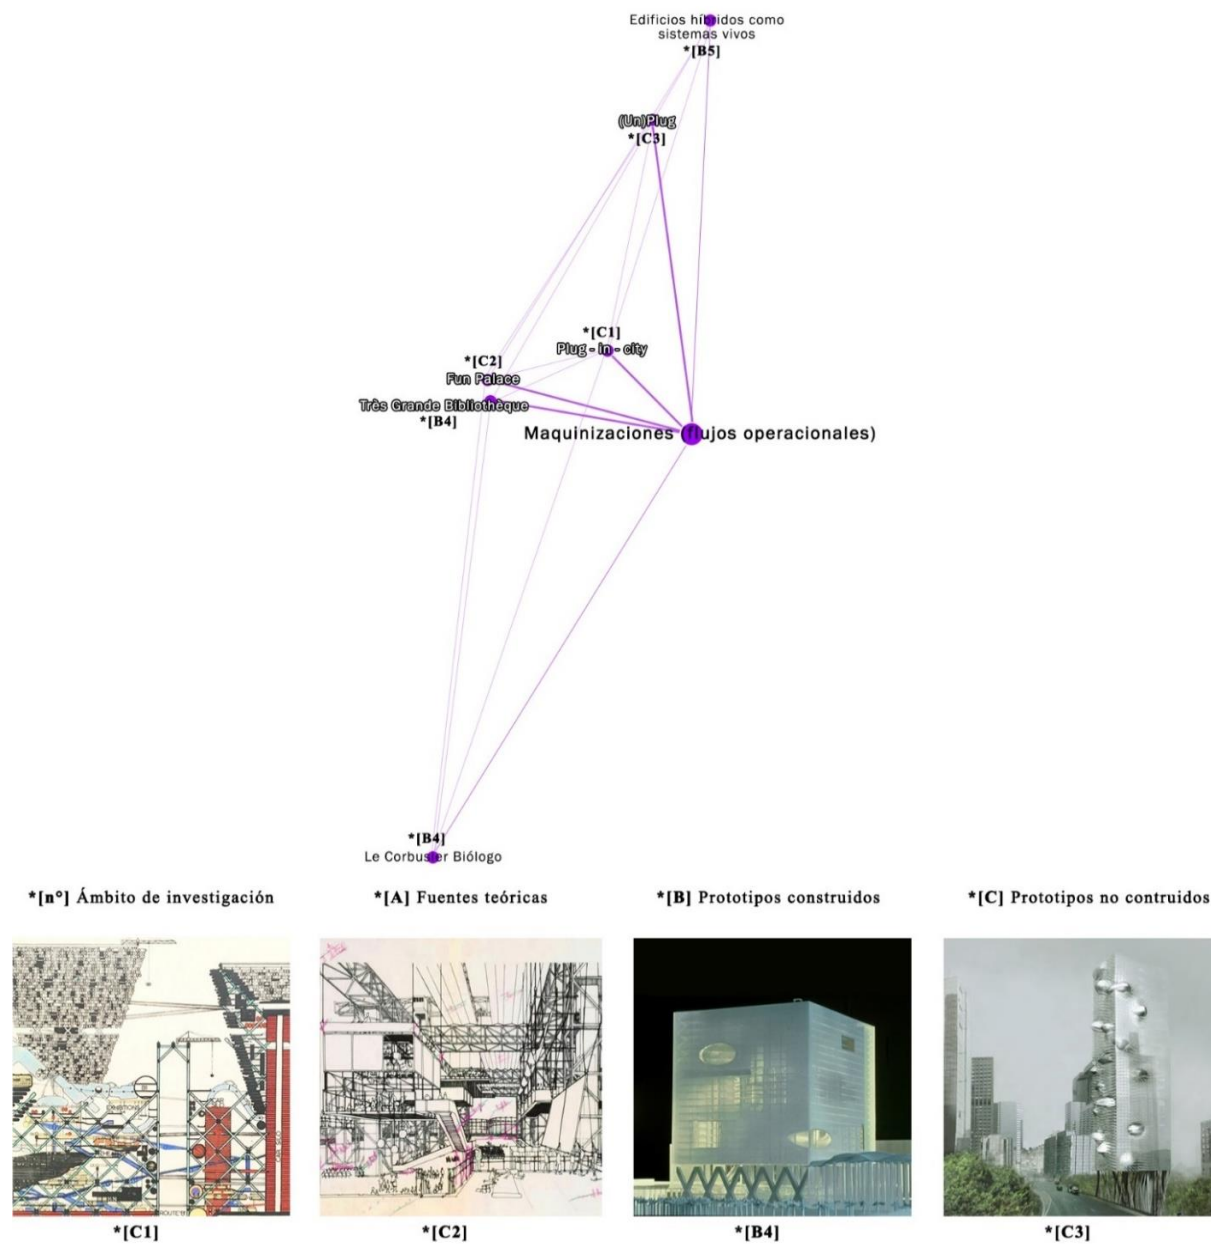 Edificios híbridos como
sistemas vivos
*[B5]
(Un)Plug
*[C3]
*[C1]
Plug - in - city
*[C2]
Fun Palace
Três Grande Bibliothèque
*[B4]
Maquinizaciones (flujos operacionales)
*[B4]
Le Corbusier Biólogo
*[n°] Ámbito de investigación
*[A] Fuentes teóricas
*[B] Prototipos construidos
*[C] Prototipos no contruidos
ROUTE
*[C1]
*[C2]
*[B4]
*[C3]